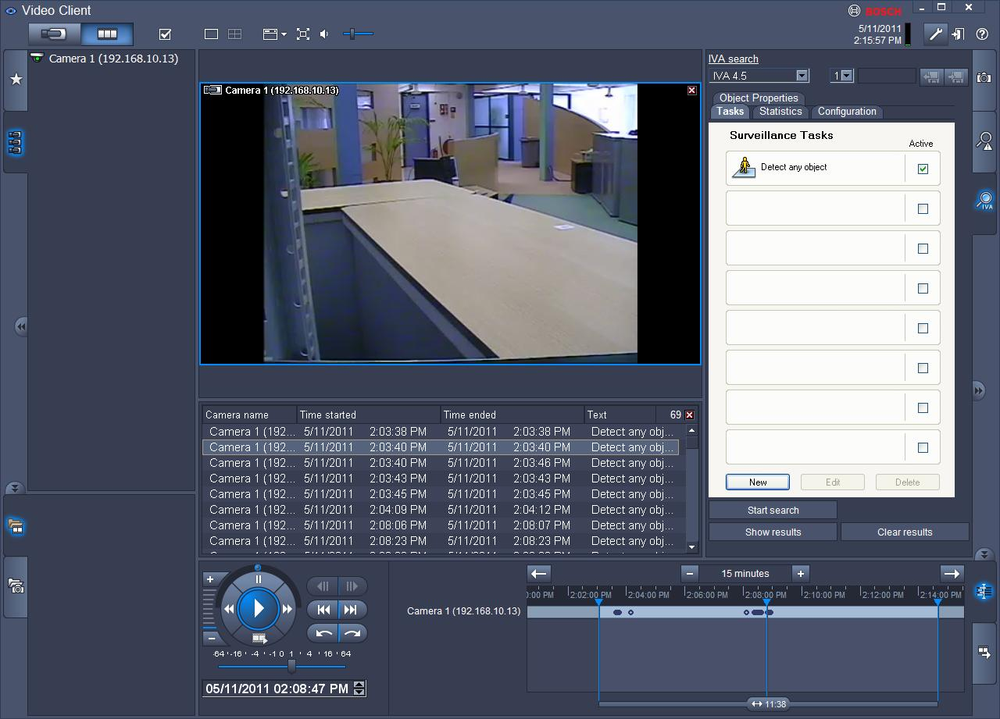 Video Client
BOSCH
5/11/2011
2:15:57 PM
Camera 1 (192.168.10.13)
Camera 1 (192.168.10.13)
IVA search
IVA 4.5
1
Object Properties
Tasks Statistics Configuration
Surveillance Tasks
Active
Detect any object
New Edit Delete
Start search
Show results Clear results
IVA
Camera name Time started Time ended Text 69
Camera 1 (192... 5/11/2011 2:03:38 PM 5/11/2011 2:03:38 PM Detect any obj...
Camera 1 (192... 5/11/2011 2:03:40 PM 5/11/2011 2:03:40 PM Detect any obj...
Camera 1 (192... 5/11/2011 2:03:40 PM 5/11/2011 2:03:46 PM Detect any obj...
Camera 1 (192... 5/11/2011 2:03:43 PM 5/11/2011 2:03:43 PM Detect any obj...
Camera 1 (192... 5/11/2011 2:03:45 PM 5/11/2011 2:03:45 PM Detect any obj...
Camera 1 (192... 5/11/2011 2:04:09 PM 5/11/2011 2:04:12 PM Detect any obj...
Camera 1 (192... 5/11/2011 2:08:06 PM 5/11/2011 2:08:07 PM Detect any obj...
Camera 1 (192... 5/11/2011 2:08:23 PM 5/11/2011 2:08:23 PM Detect any obj...
15 minutes
0:00 PM 2:02:00 PM 2:04:00 PM 2:06:00 PM 2:08:00 PM 2:10:00 PM 2:12:00 PM 2:14:00 PM
Camera 1 (192.168.10.13)
-64 -16 -4 -1 0 1 4 16 64
05/11/2011 02:08:47 PM
11:38